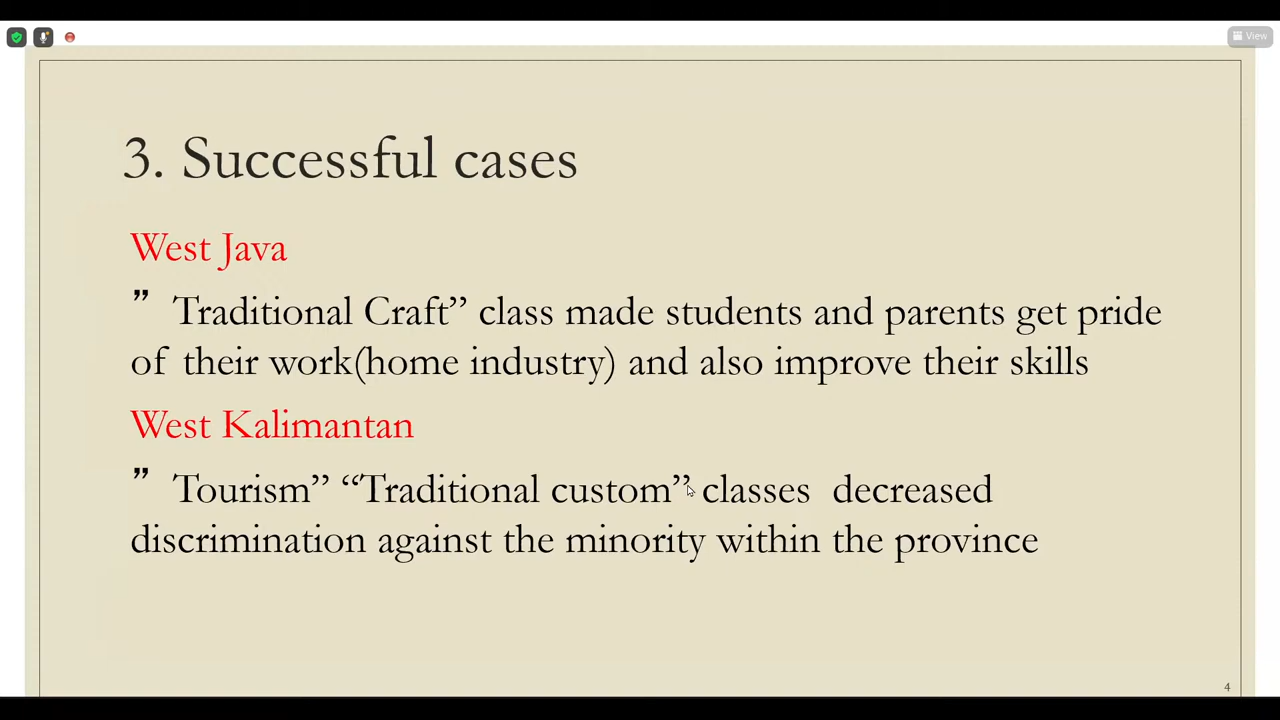 View
3. Successful cases
West Java
” Traditional Craft” class made students and parents get pride
of their work(home industry) and also improve their skills
West Kalimantan
” Tourism” “Traditional custom” classes decreased
discrimination against the minority within the province
4